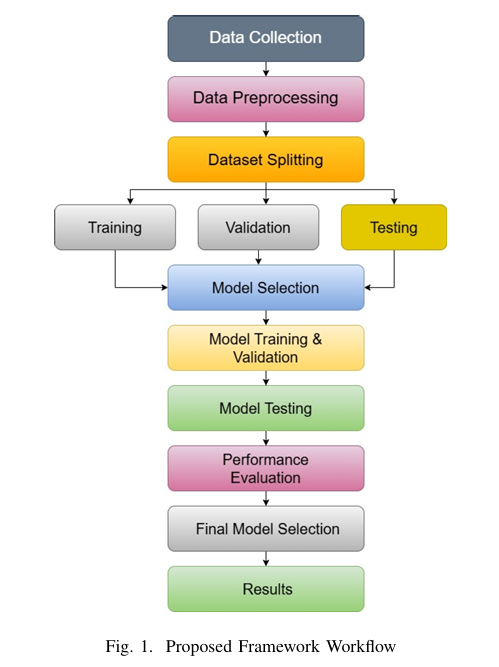 Data Collection
Data Preprocessing
Dataset Splitting
Training
Validation
Testing
Model Selection
Model Training &
Validation
Model Testing
Performance
Evaluation
Final Model Selection
Results
Fig. 1. Proposed Framework Workflow